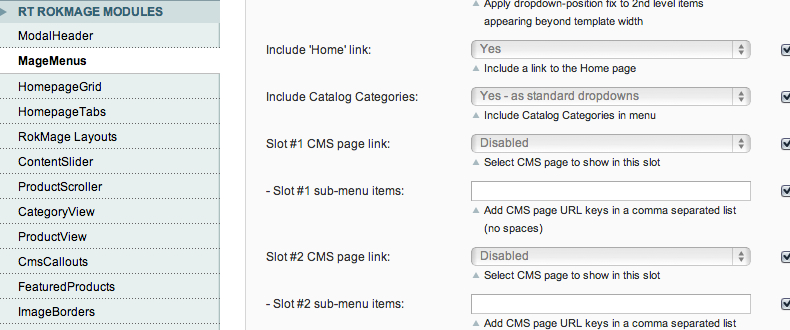 RT ROKMAGE MODULES
ModalHeader
MageMenus
HomepageGrid
HomepageTabs
RokMage Layouts
ContentSlider
ProductScroller
CategoryView
ProductView
CmsCallouts
FeaturedProducts
ImageBorders
Apply dropdown-position fix to 2nd level items
appearing beyond template width
Include 'Home' link:
Yes
Include a link to the Home page
Include Catalog Categories:
Yes - as standard dropdowns
Include Catalog Categories in menu
Slot #1 CMS page link:
Disabled
Select CMS page to show in this slot
- Slot #1 sub-menu items:
Add CMS page URL keys in a comma separated list
(no spaces)
Slot #2 CMS page link:
Disabled
Select CMS page to show in this slot
- Slot #2 sub-menu items:
Add CMS page URL keys in a comma separated list